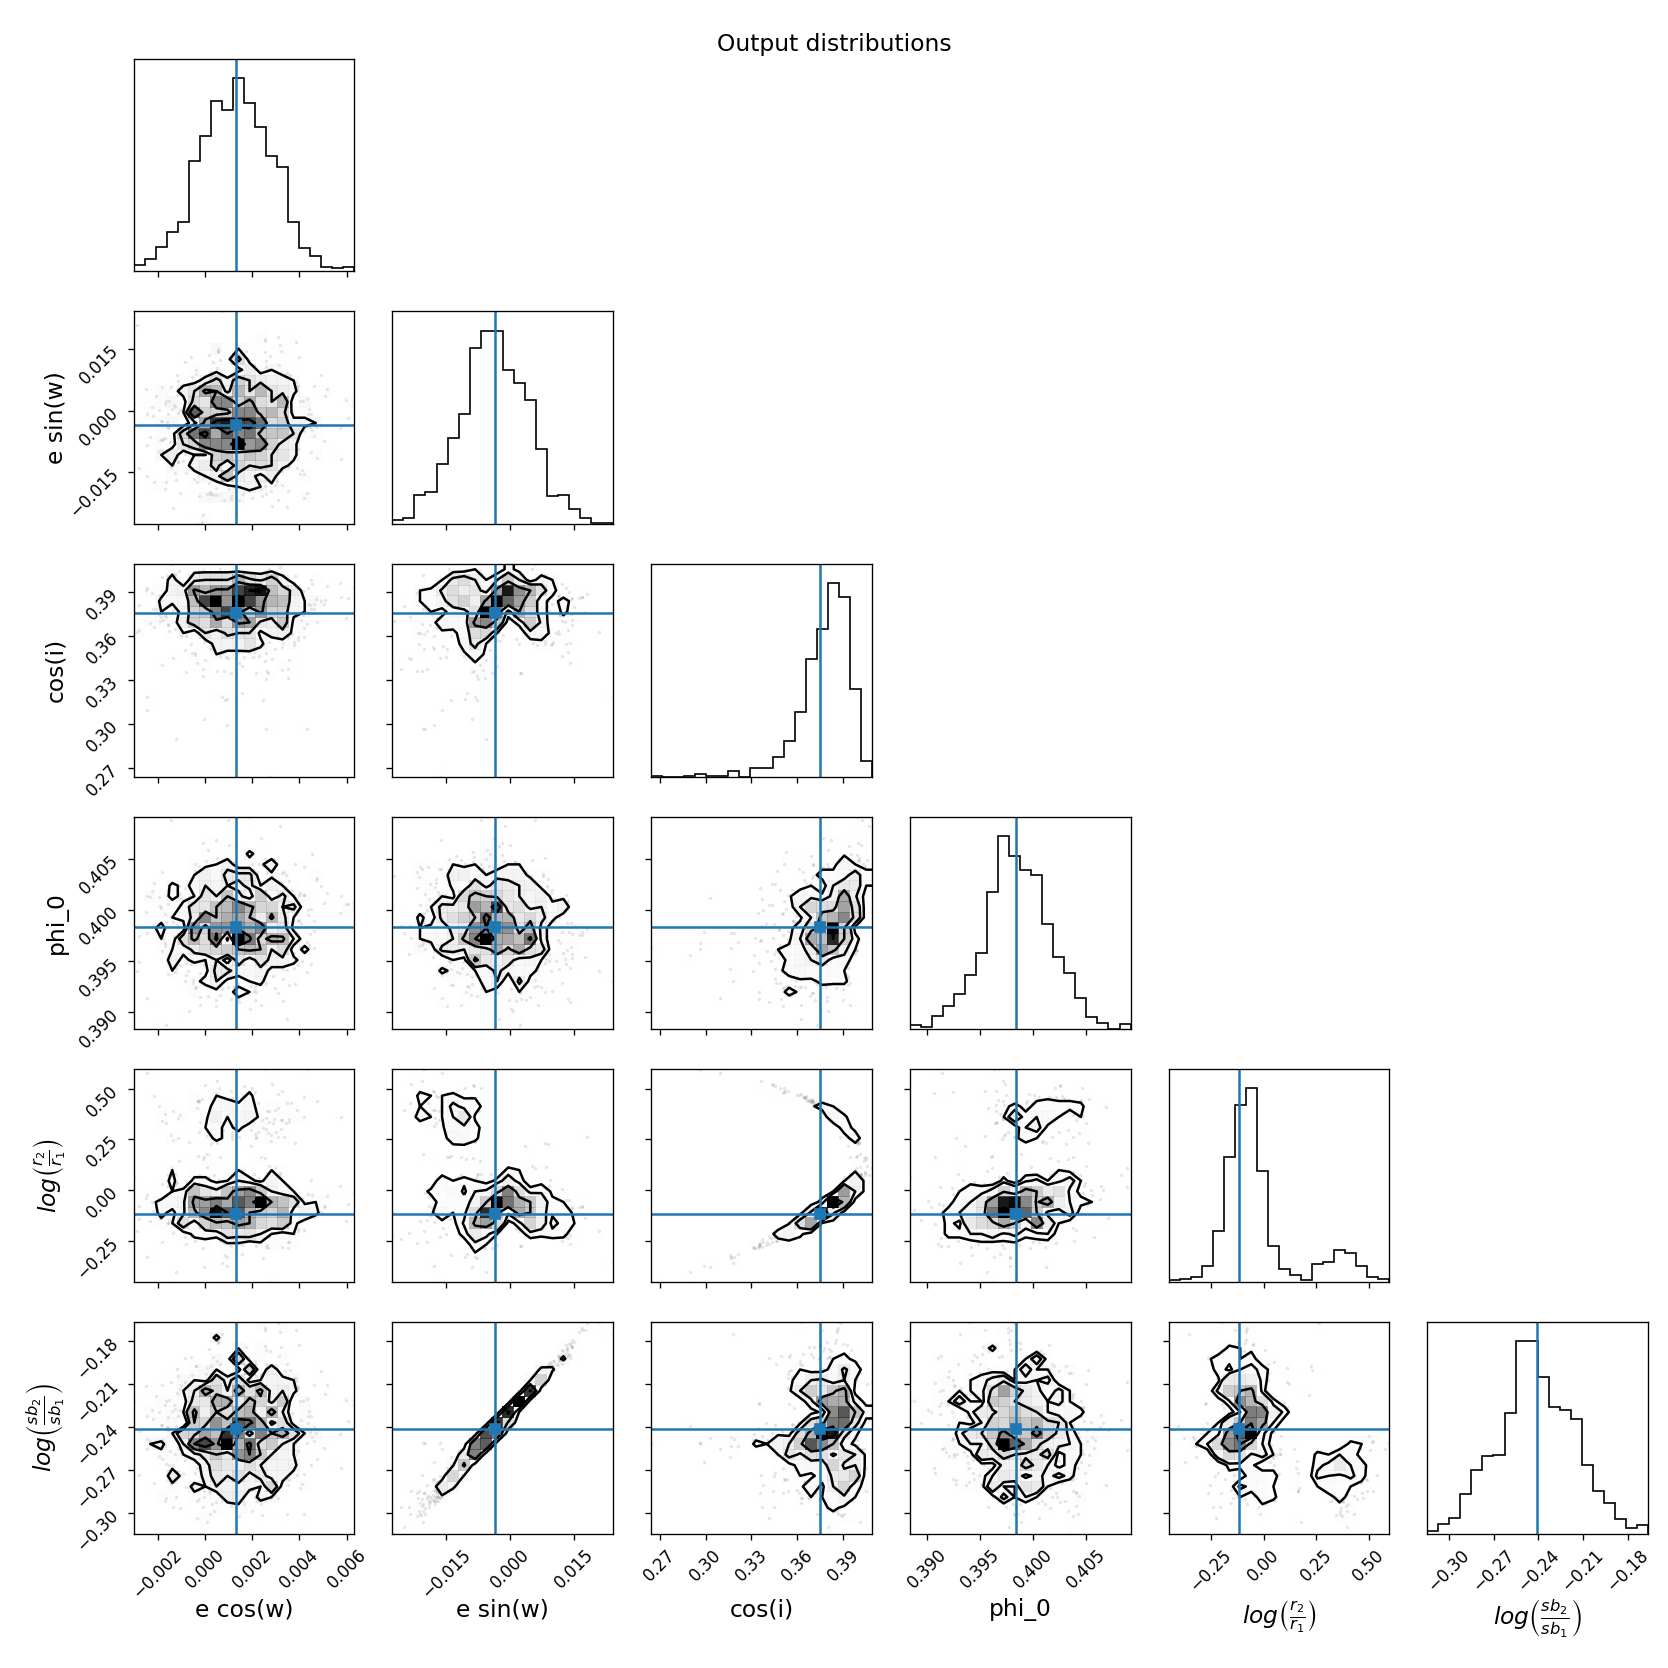 Output distributions
0.015
0.000
−0.015
e sin(w)
0.39
0.36
0.33
0.30
0.27
cos(i)
0.405
0.400
0.395
0.390
phi_0
0.50
0.25
0.00
−0.25
log(r2/r1)
−0.18
−0.21
−0.24
−0.27
−0.30
log(sb2/sb1)
−0.002 0.000 0.002 0.004 0.006 −0.015 0.000 0.015 0.27 0.30 0.33 0.36 0.39 0.390 0.395 0.400 0.405 −0.25 0.00 0.25 0.50 −0.30 −0.27 −0.24 −0.21 −0.18
e cos(w) e sin(w) cos(i) phi_0 log(r2/r1) log(sb2/sb1)